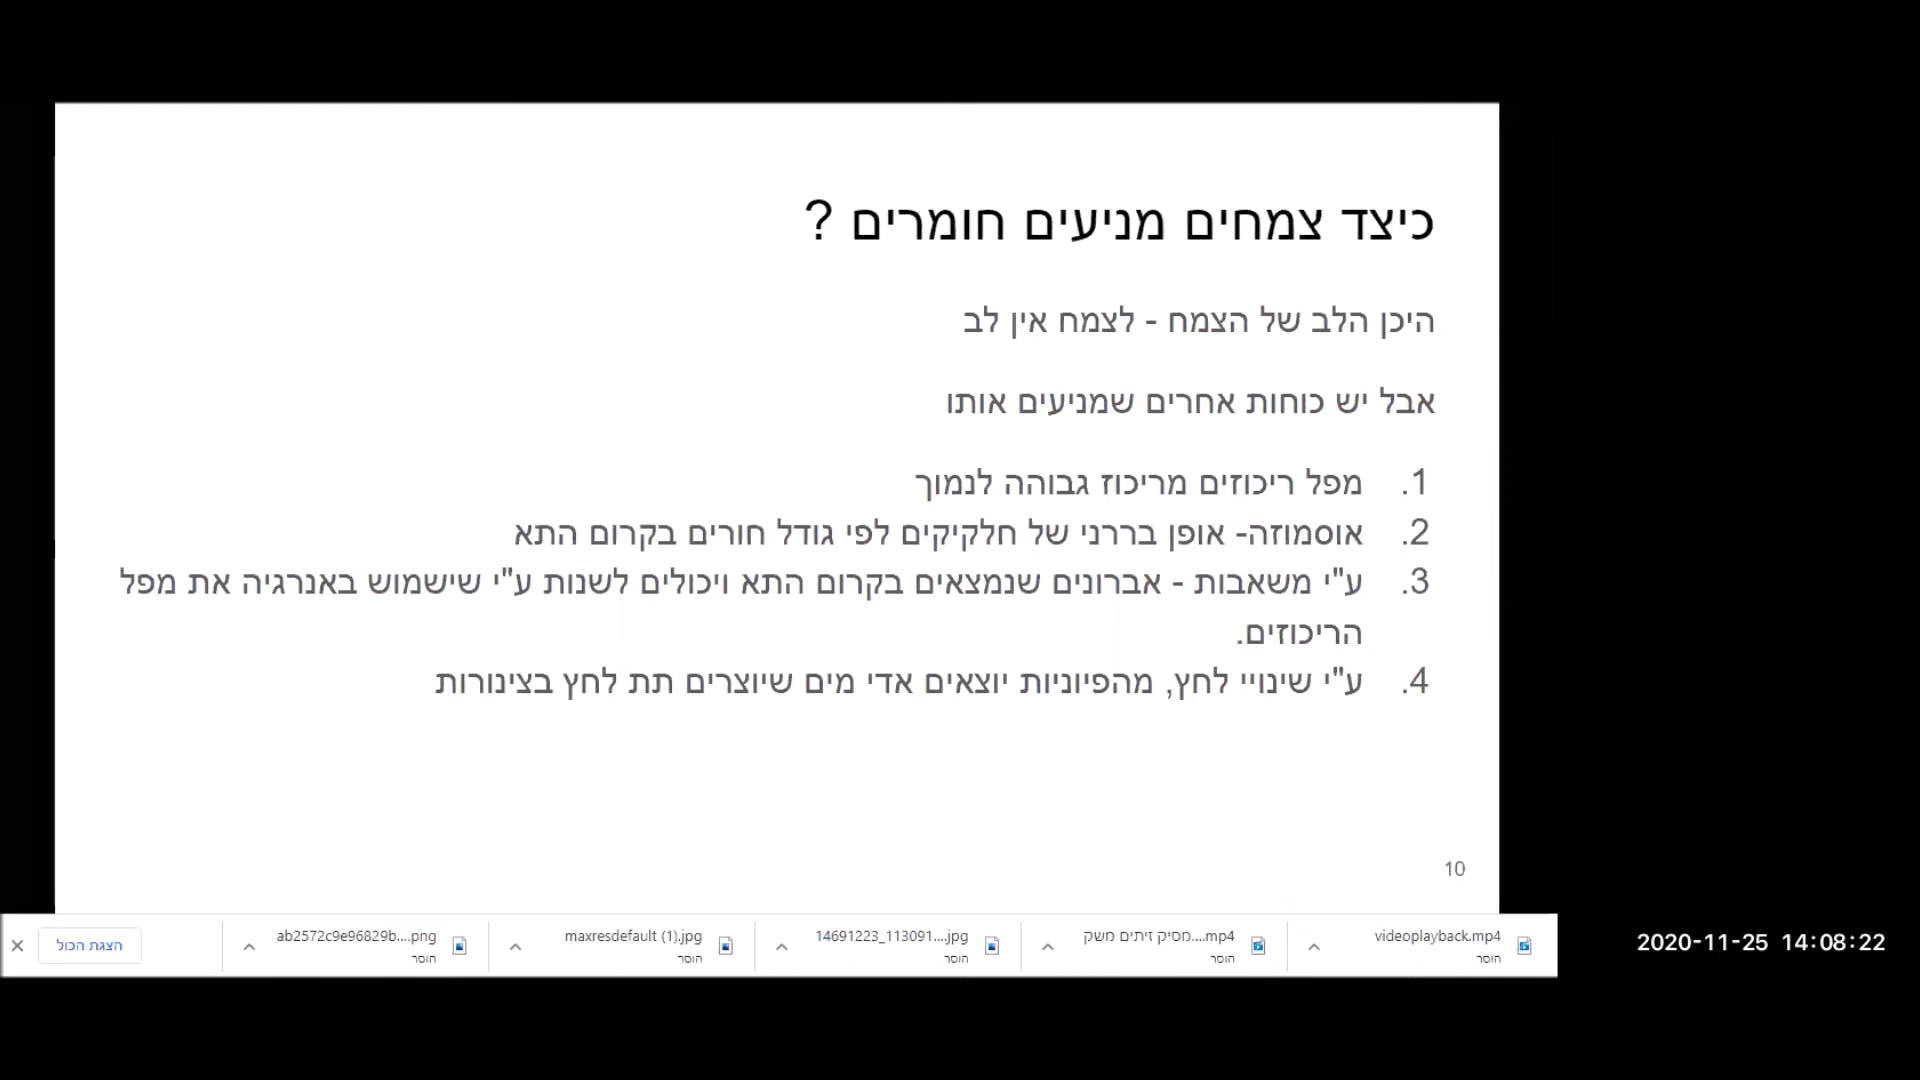 כיצד צמחים מניעים חומרים ?
היכן הלב של הצמח - לצמח אין לב
אבל יש כוחות אחרים שמניעים אותו
1. מפל ריכוזים מריכוז גבוהה לנמוך
2. אוסמוזה- אופן בררני של חלקיקים לפי גודל חורים בקרום התא
3. ע"י משאבות - אברונים שנמצאים בקרום התא ויכולים לשנות ע"י שישמוש באנרגיה את מפל
הריכוזים.
4. ע"י שינויי לחץ, מהפיוניות יוצאים אדי מים שיוצרים תת לחץ בצינורות
10
videoplayback.mp4
הוסר
מסיק זיתים משק....mp4
הוסר
14691223_113091....jpg
הוסר
maxresdefault (1).jpg
הוסר
ab2572c9e96829b....png
הוסר
הצגת הכול
2020-11-25 14:08:22